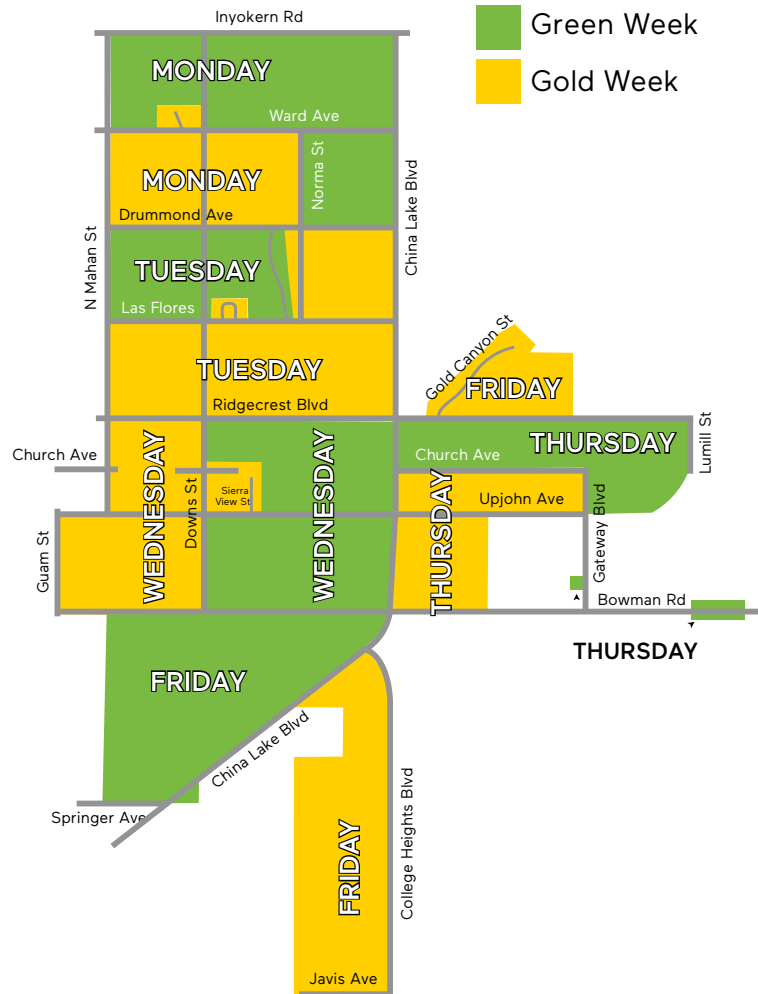 Inyokern Rd
Green Week
MONDAY
Gold Week
Ward Ave
Norma St
MONDAY
Drummond Ave
China Lake Blvd
N Mahan St
TUESDAY
Las Flores
Gold Canyon St
TUESDAY
FRIDAY
Ridgecrest Blvd
Lumill St
THURSDAY
Church Ave
Church Ave
WEDNESDAY
WEDNESDAY
Downs St
Sierra
View St
Upjohn Ave
THURSDAY
Gateway Blvd
Guam St
Bowman Rd
THURSDAY
FRIDAY
China Lake Blvd
Springer Ave
FRIDAY
College Heights Blvd
Javis Ave